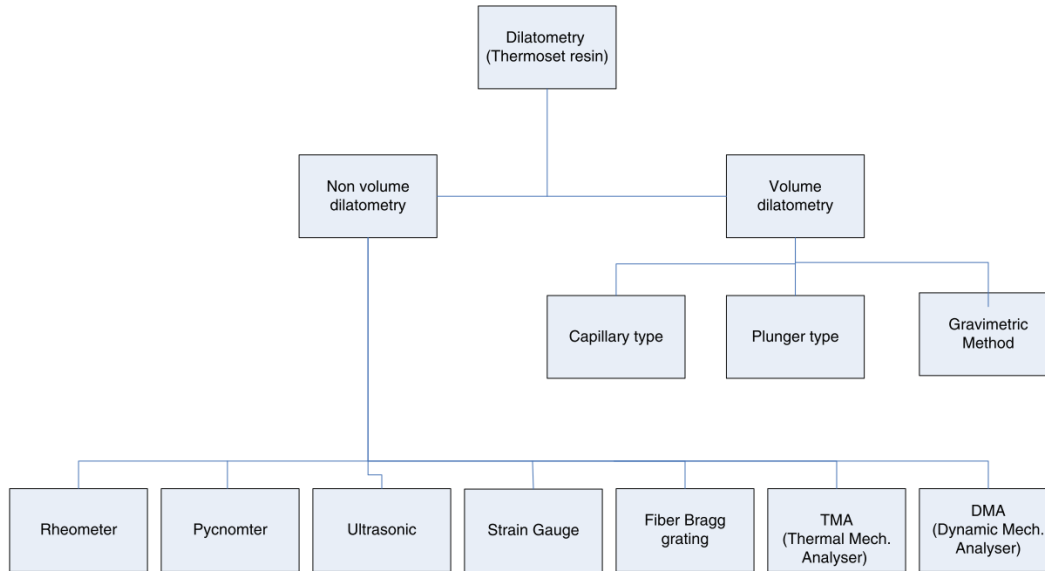 Dilatometry
(Thermoset resin)
Non volume
dilatometry
Volume
dilatometry
Capillary type
Plunger type
Gravimetric
Method
Rheometer
Pycnomter
Ultrasonic
Strain Gauge
Fiber Bragg
grating
TMA
(Thermal Mech.
Analyser)
DMA
(Dynamic Mech.
Analyser)